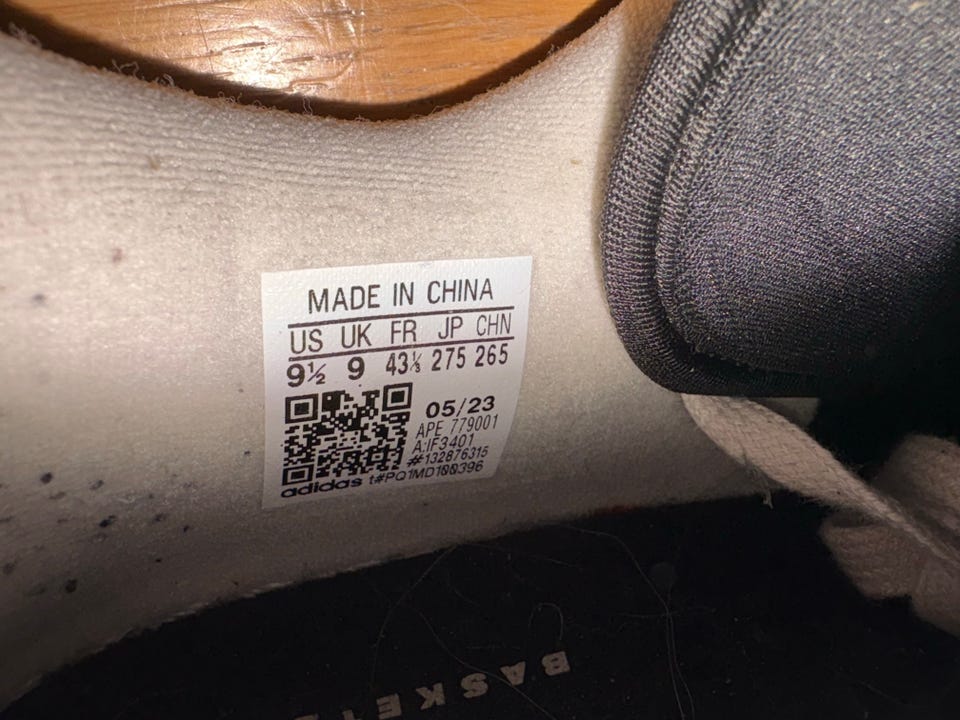 MADE IN CHINA
US UK FR JP CHN
9½ 9 43⅓ 275 265
05/23
APE 779001
A:IF3401
#132876315
adidas t#PQ1MD100396